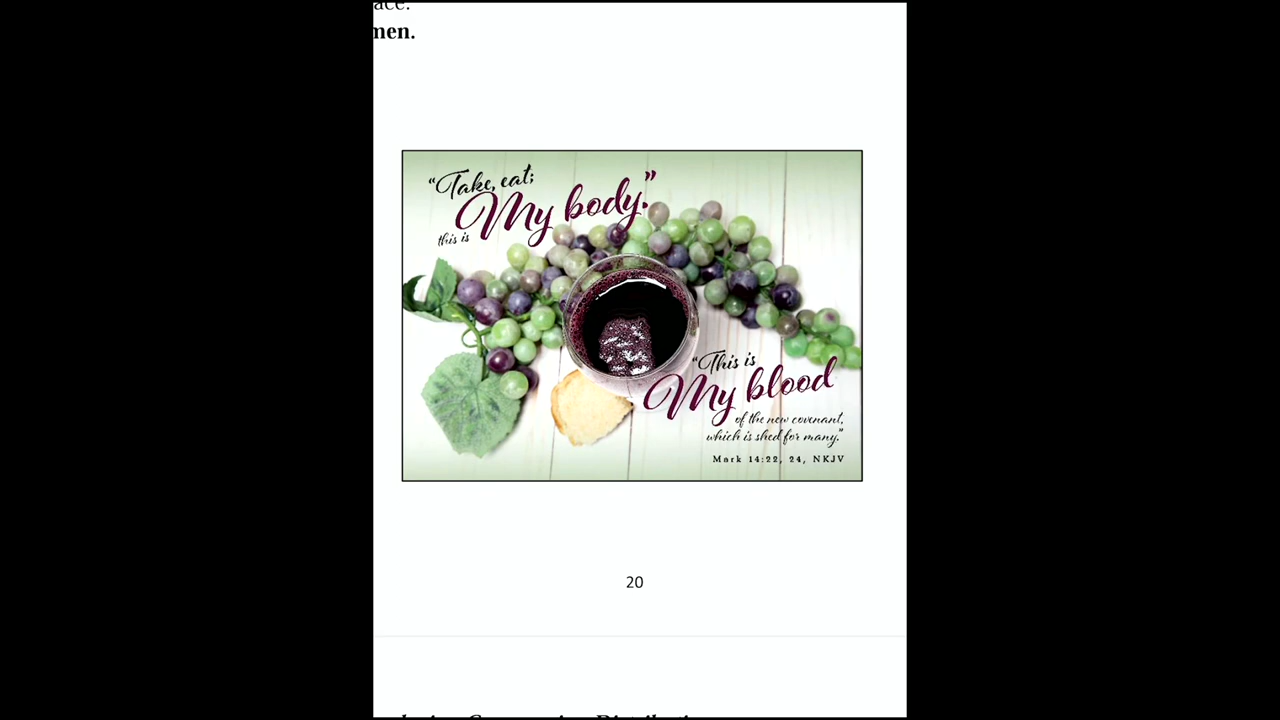 ace.
men.
“Take, eat;
this is My body.”
“This is
My blood
of the new covenant,
which is shed for many.”
Mark 14:22, 24, NKJV
20